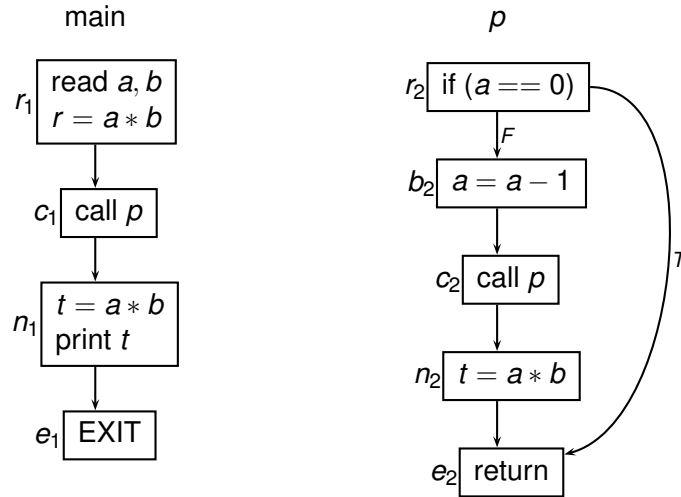 main
r₁
read a, b
r = a ∗ b
c₁
call p
n₁
t = a ∗ b
print t
e₁
EXIT
p
r₂
if (a == 0)
F
T
b₂
a = a − 1
c₂
call p
n₂
t = a ∗ b
e₂
return